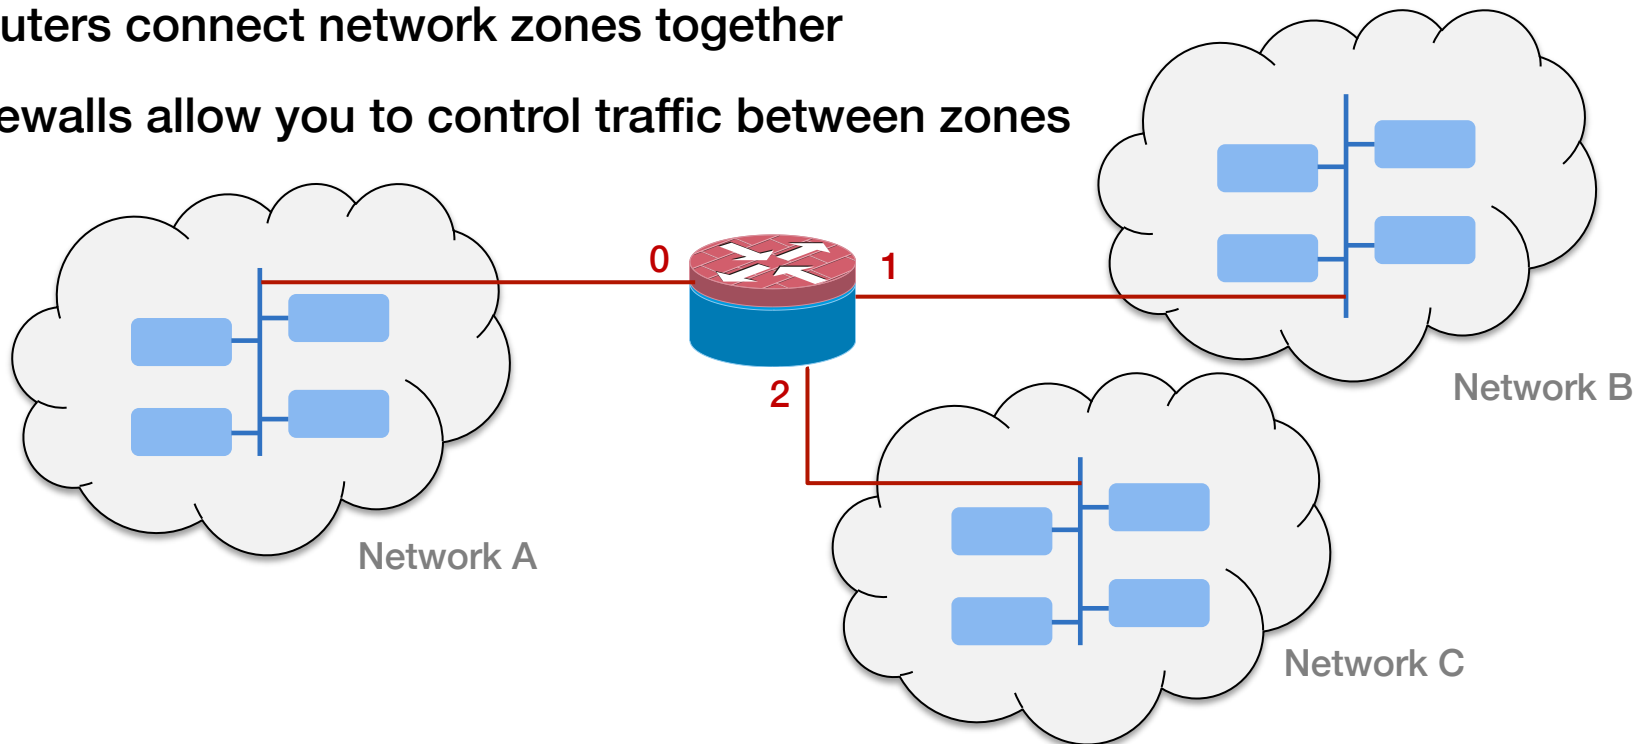 uters connect network zones together
ewalls allow you to control traffic between zones
0
1
2
Network B
Network A
Network C